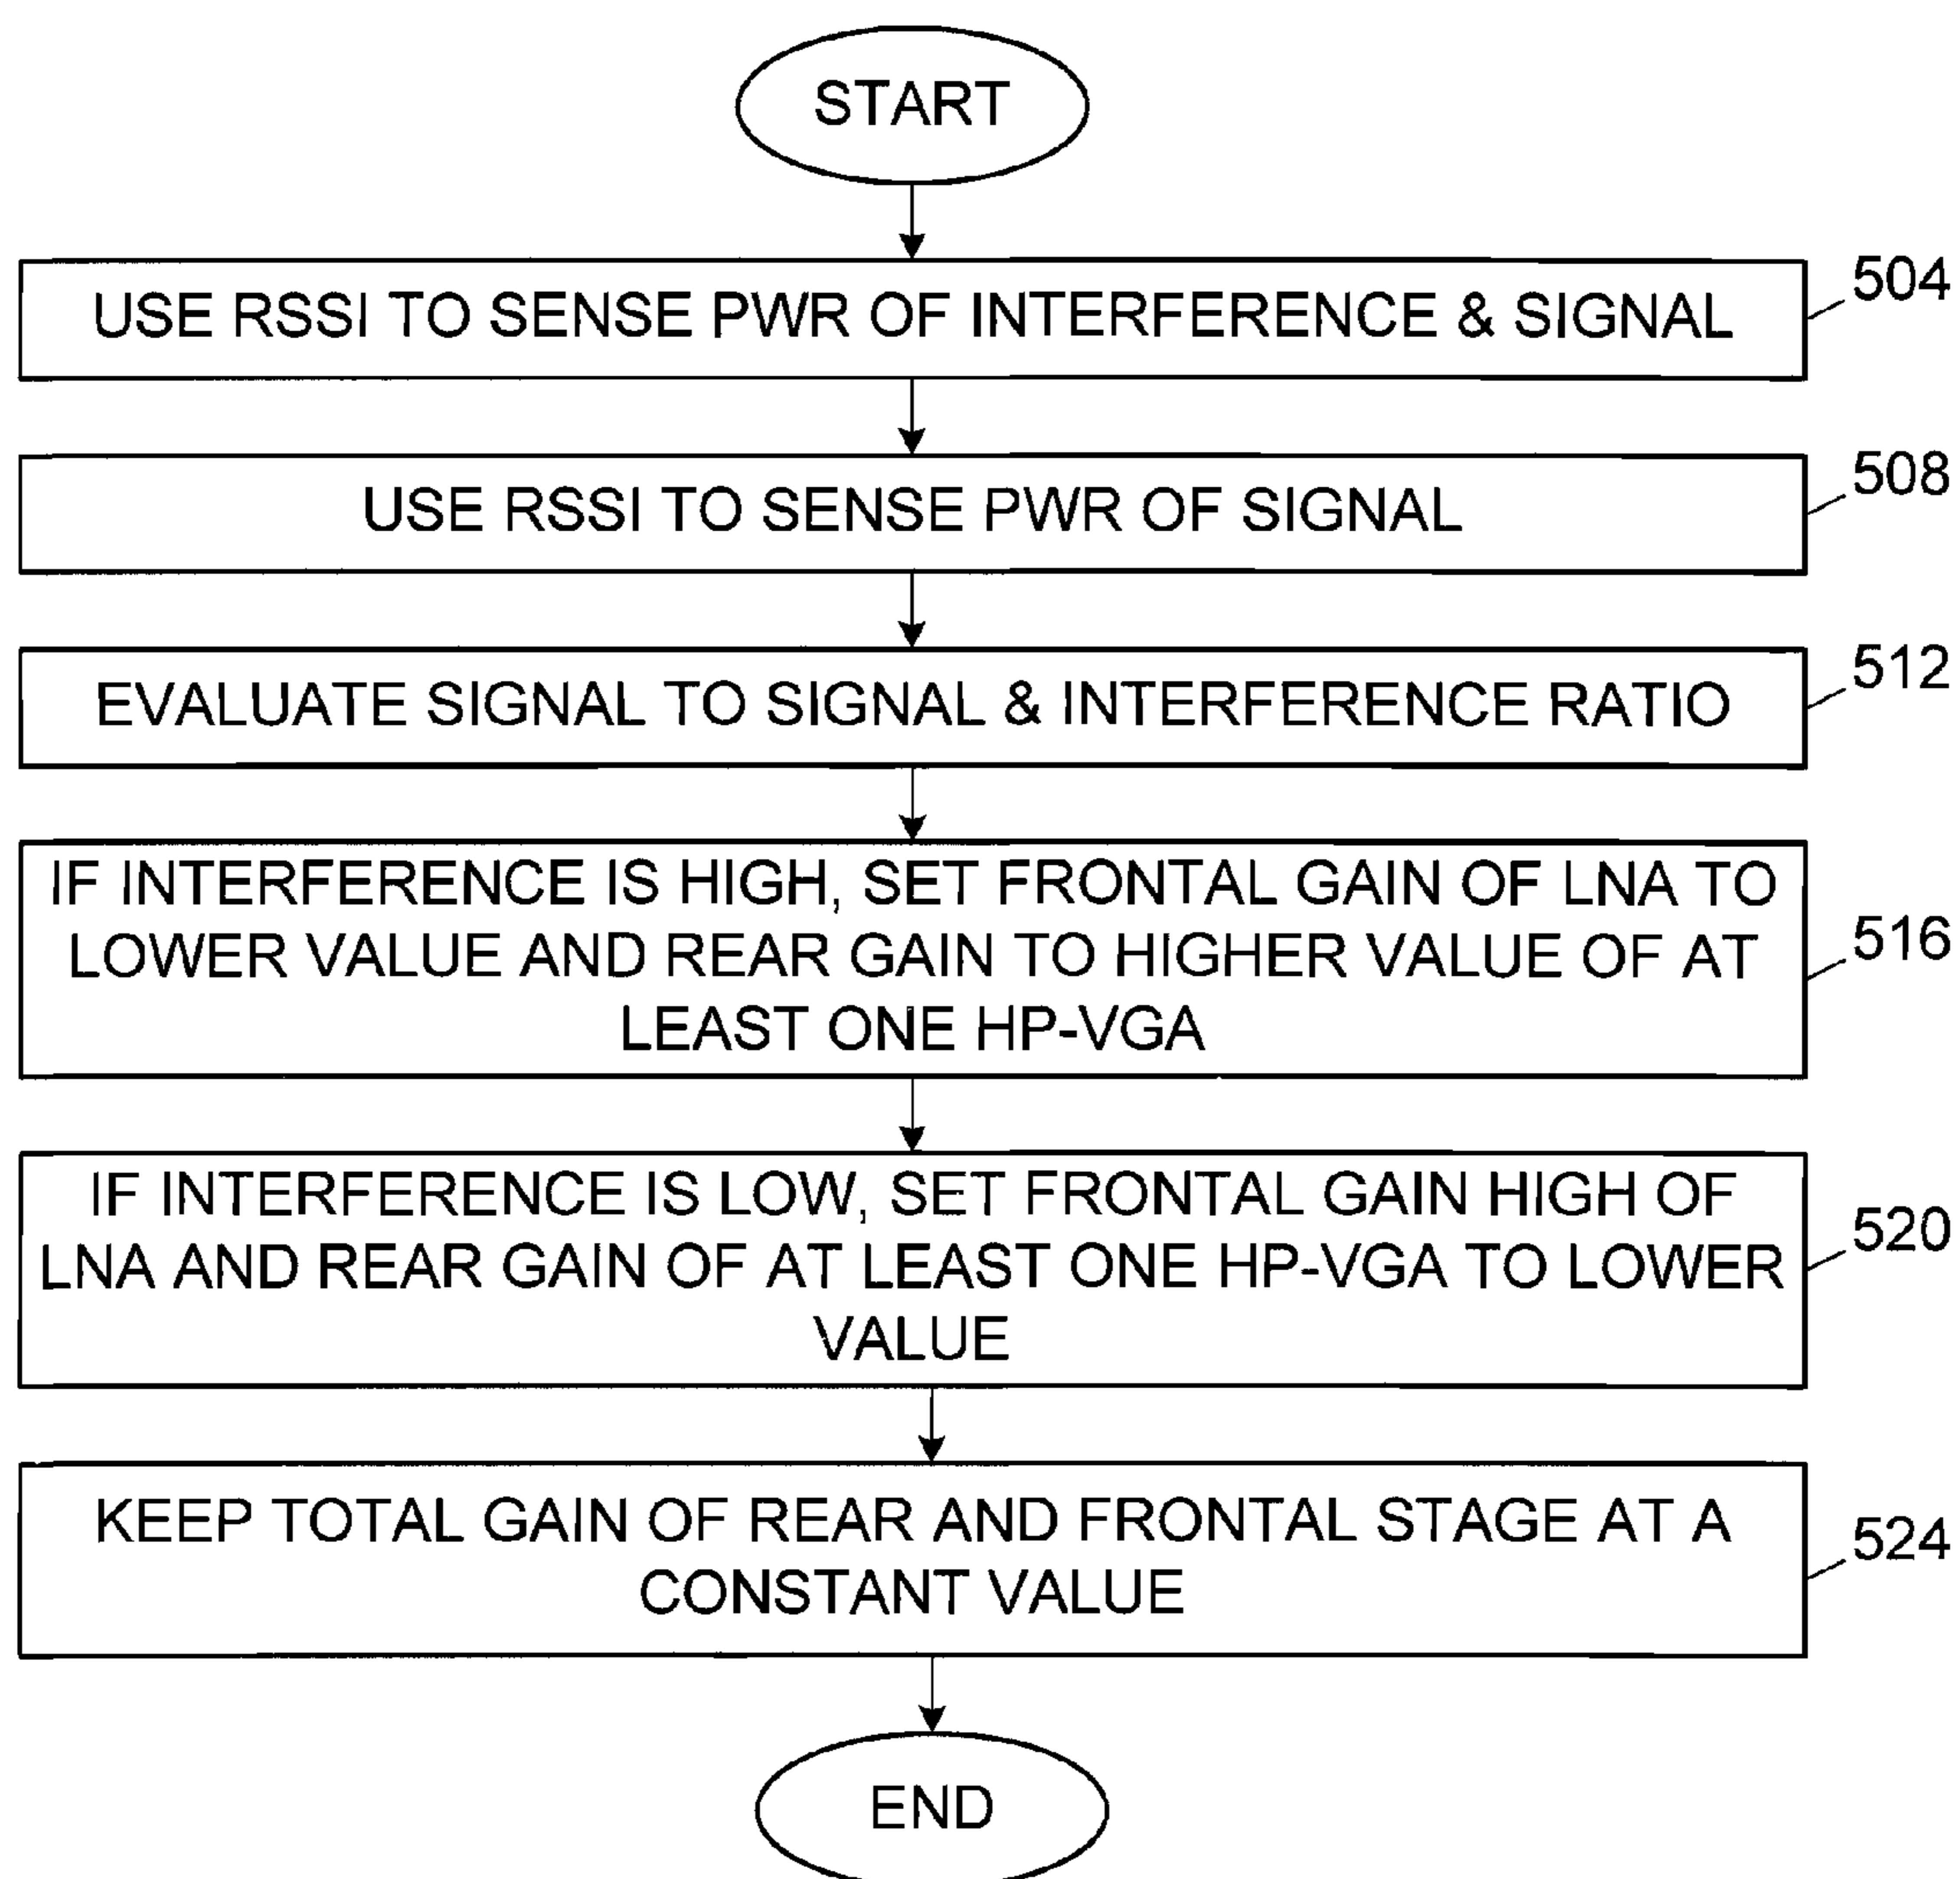 START
USE RSSI TO SENSE PWR OF INTERFERENCE & SIGNAL
504
USE RSSI TO SENSE PWR OF SIGNAL
508
EVALUATE SIGNAL TO SIGNAL & INTERFERENCE RATIO
512
IF INTERFERENCE IS HIGH, SET FRONTAL GAIN OF LNA TO
LOWER VALUE AND REAR GAIN TO HIGHER VALUE OF AT
LEAST ONE HP-VGA
516
IF INTERFERENCE IS LOW, SET FRONTAL GAIN HIGH OF
LNA AND REAR GAIN OF AT LEAST ONE HP-VGA TO LOWER
VALUE
520
KEEP TOTAL GAIN OF REAR AND FRONTAL STAGE AT A
CONSTANT VALUE
524
END